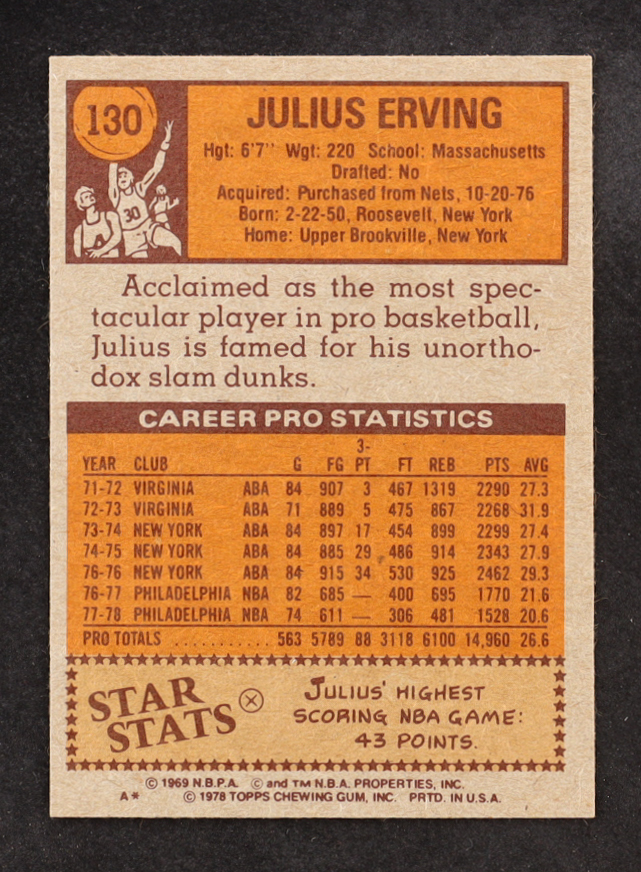 130
JULIUS ERVING
Hgt: 6'7" Wgt: 220 School: Massachusetts
Drafted: No
Acquired: Purchased from Nets, 10-20-76
Born: 2-22-50, Roosevelt, New York
Home: Upper Brookville, New York
30
Acclaimed as the most spec-
tacular player in pro basketball,
Julius is famed for his unortho-
dox slam dunks.
CAREER PRO STATISTICS
YEAR CLUB G FG 3-PT FT REB PTS AVG
71-72 VIRGINIA ABA 84 907 3 467 1319 2290 27.3
72-73 VIRGINIA ABA 71 889 5 475 867 2268 31.9
73-74 NEW YORK ABA 84 897 17 454 899 2299 27.4
74-75 NEW YORK ABA 84 885 29 486 914 2343 27.9
76-76 NEW YORK ABA 84 915 34 530 925 2462 29.3
76-77 PHILADELPHIA NBA 82 685 — 400 695 1770 21.6
77-78 PHILADELPHIA NBA 74 611 — 306 481 1528 20.6
PRO TOTALS ........... 563 5789 88 3118 6100 14,960 26.6
STAR
STATS
JULIUS' HIGHEST
SCORING NBA GAME:
43 POINTS.
© 1969 N.B.P.A. © and TM N.B.A. PROPERTIES, INC.
A* © 1978 TOPPS CHEWING GUM, INC. PRTD. IN U.S.A.